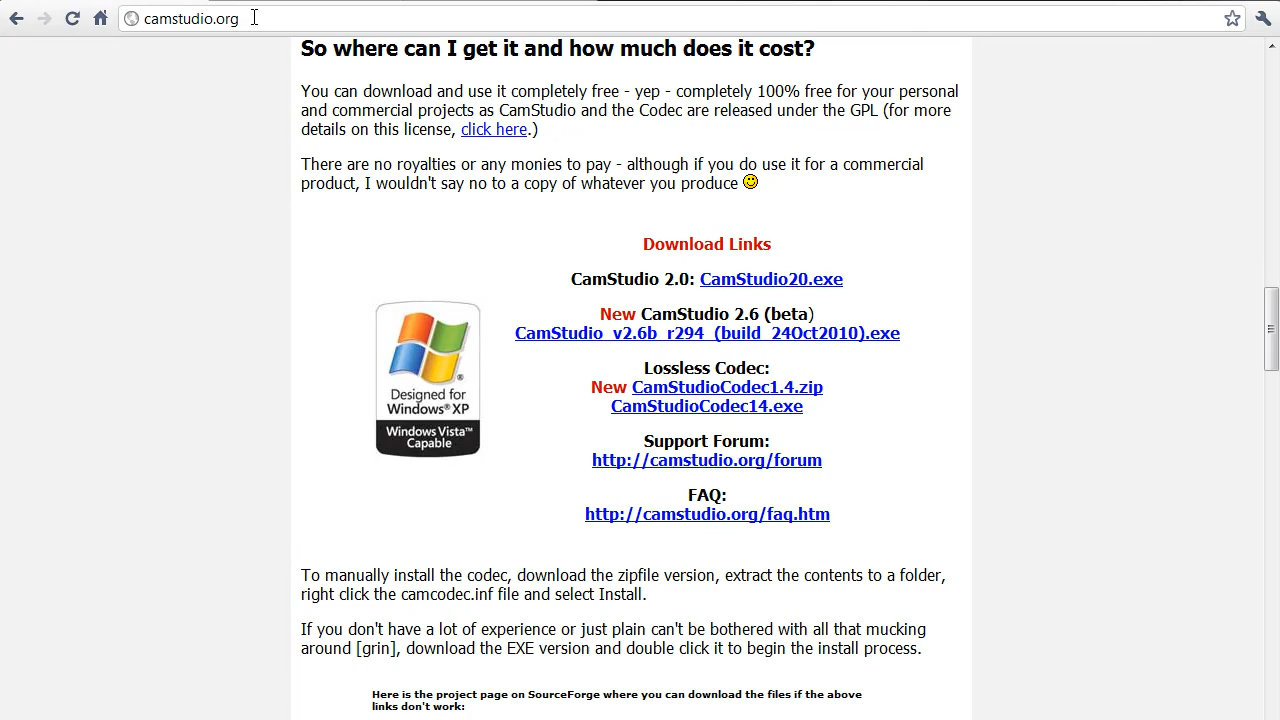 camstudio.org
So where can I get it and how much does it cost?
You can download and use it completely free - yep - completely 100% free for your personal
and commercial projects as CamStudio and the Codec are released under the GPL (for more
details on this license, click here.)
There are no royalties or any monies to pay - although if you do use it for a commercial
product, I wouldn't say no to a copy of whatever you produce
Download Links
CamStudio 2.0: CamStudio20.exe
New CamStudio 2.6 (beta)
CamStudio_v2.6b_r294_(build_24Oct2010).exe
Lossless Codec:
New CamStudioCodec1.4.zip
CamStudioCodec14.exe
Support Forum:
http://camstudio.org/forum
FAQ:
http://camstudio.org/faq.htm
®
Designed for
Windows® XP
Windows Vista™
Capable
To manually install the codec, download the zipfile version, extract the contents to a folder,
right click the camcodec.inf file and select Install.
If you don't have a lot of experience or just plain can't be bothered with all that mucking
around [grin], download the EXE version and double click it to begin the install process.
Here is the project page on SourceForge where you can download the files if the above
links don't work: